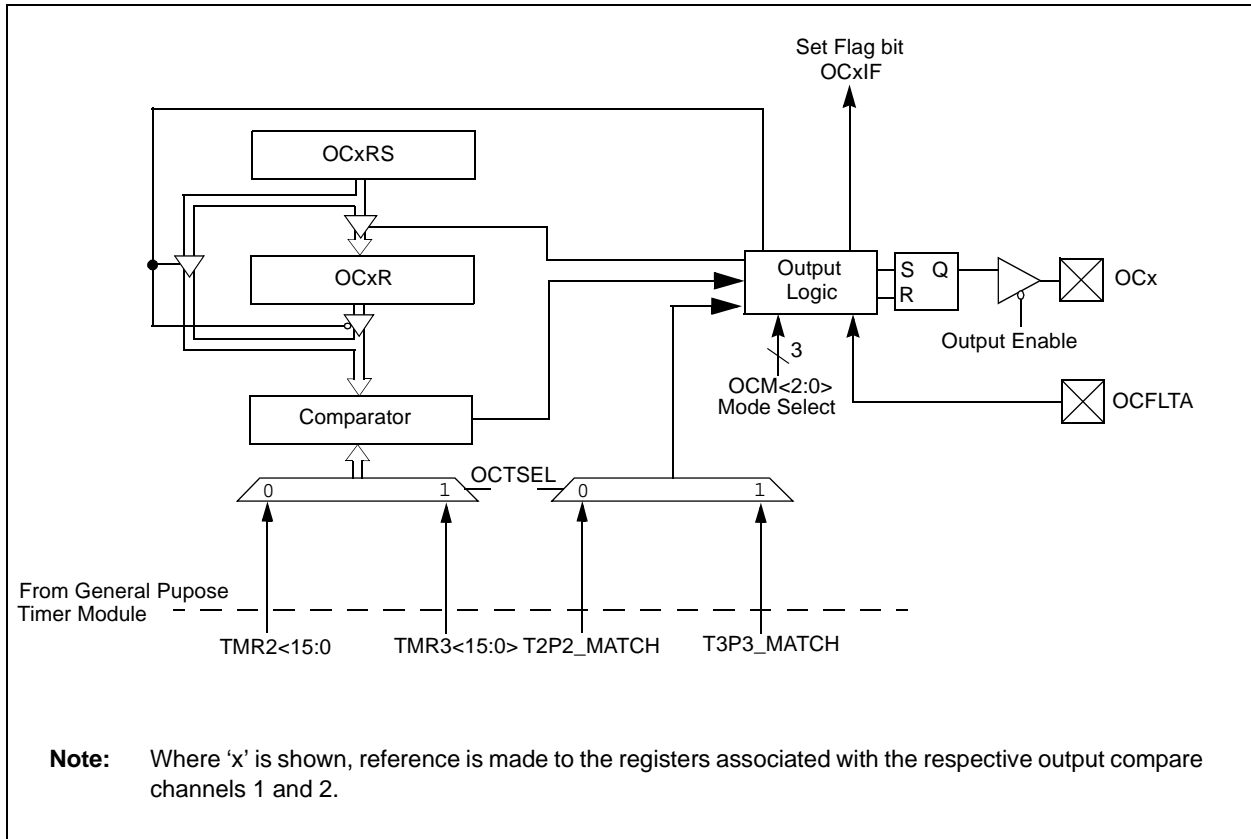 Set Flag bit
OCxIF
OCxRS
OCxR
Output
Logic
S Q
R
OCx
Output Enable
3
OCM<2:0>
Mode Select
OCFLTA
Comparator
OCTSEL
0 1
0 1
From General Pupose
Timer Module
TMR2<15:0
TMR3<15:0>
T2P2_MATCH
T3P3_MATCH
Note: Where ‘x’ is shown, reference is made to the registers associated with the respective output compare
channels 1 and 2.